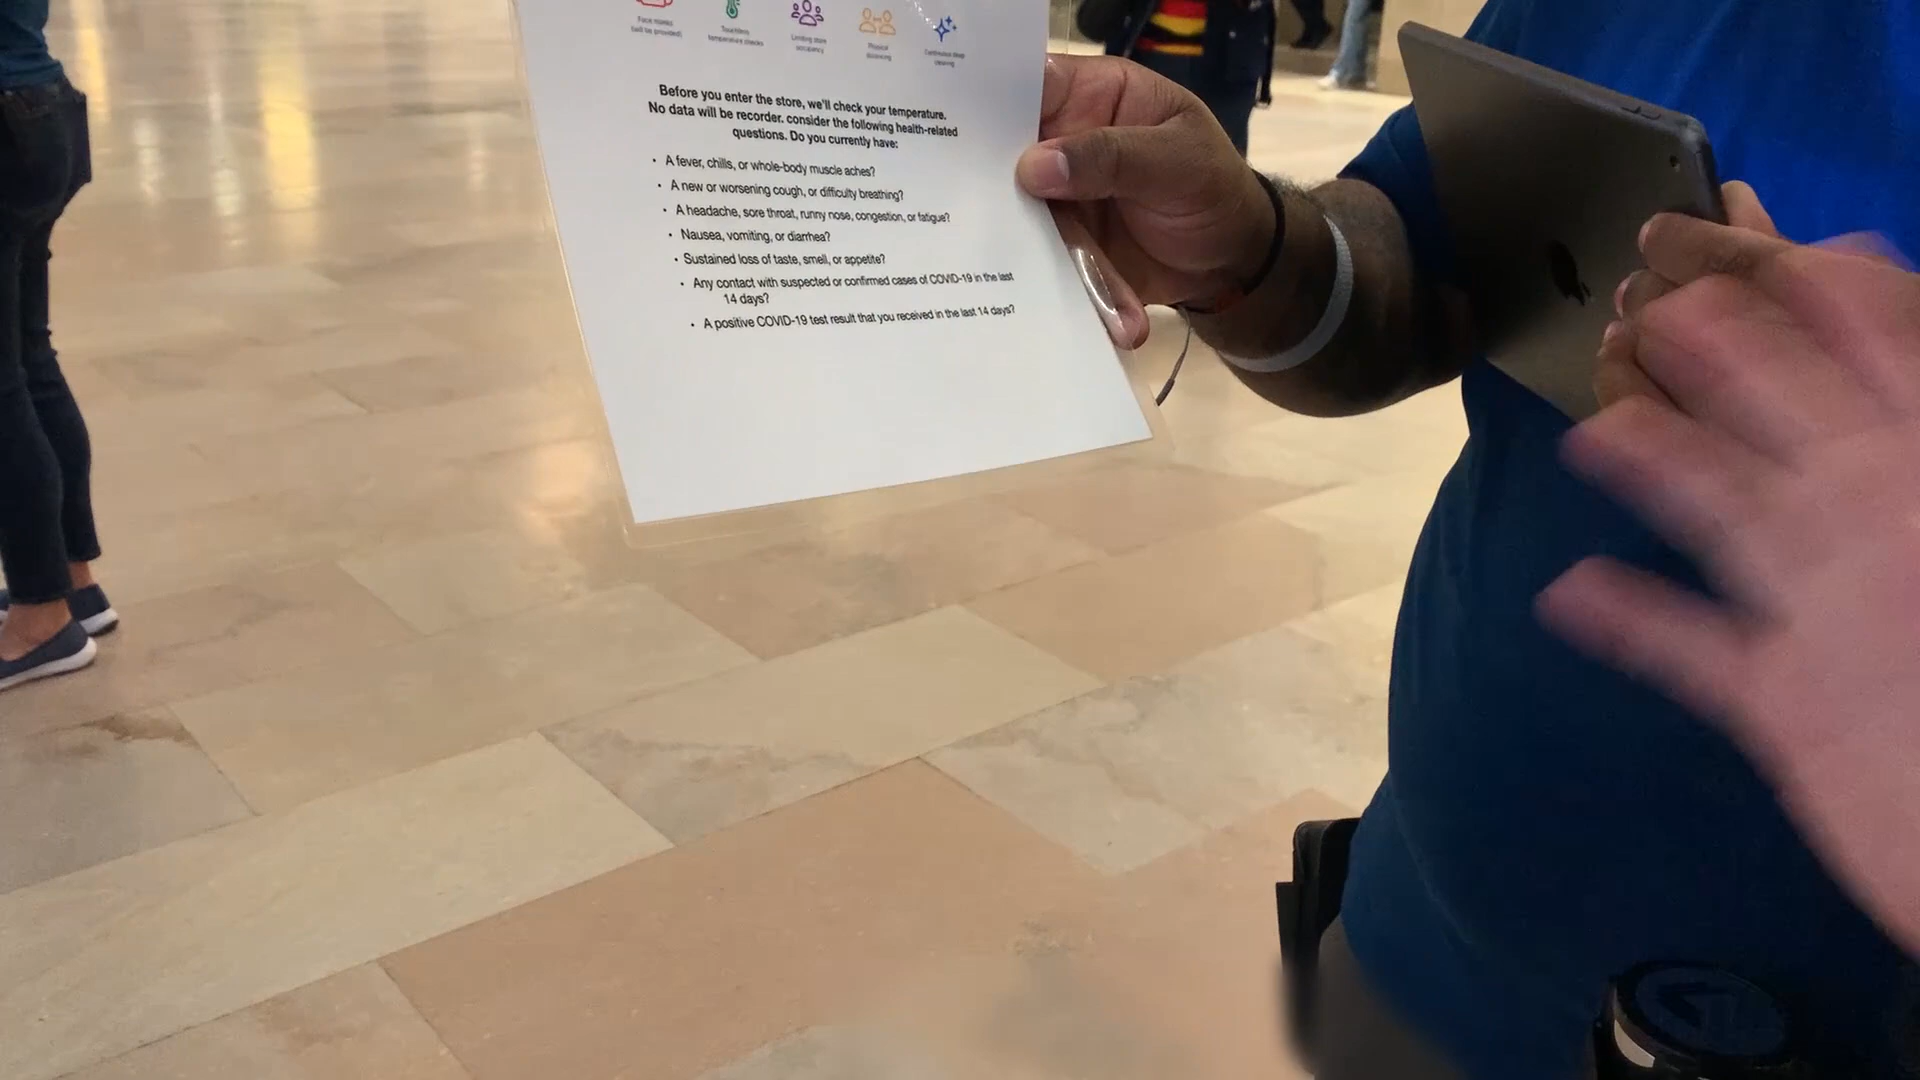 Face masks
(will be provided)
Touchless
temperature checks
Limiting store
occupancy
Physical
distancing
Continuous deep
cleaning
Before you enter the store, we'll check your temperature.
No data will be recorder. consider the following health-related
questions. Do you currently have:
• A fever, chills, or whole-body muscle aches?
• A new or worsening cough, or difficulty breathing?
• A headache, sore throat, runny nose, congestion, or fatigue?
• Nausea, vomiting, or diarrhea?
• Sustained loss of taste, smell, or appetite?
• Any contact with suspected or confirmed cases of COVID-19 in the last
14 days?
• A positive COVID-19 test result that you received in the last 14 days?